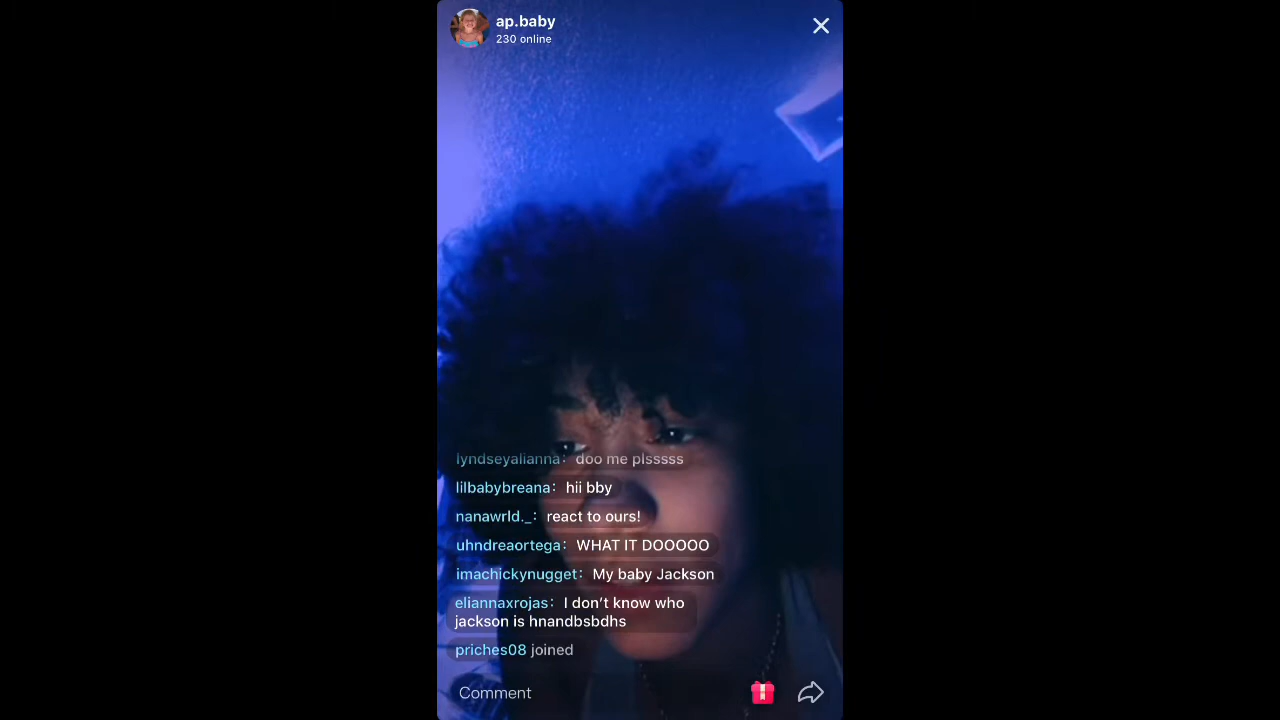 ap.baby
230 online
lyndseyalianna: doo me plsssss
lilbabybreana: hii bby
nanawrld._: react to ours!
uhndreaortega: WHAT IT DOOOOO
imachickynugget: My baby Jackson
eliannaxrojas: I don’t know who
jackson is hnandbsbdhs
priches08 joined
Comment